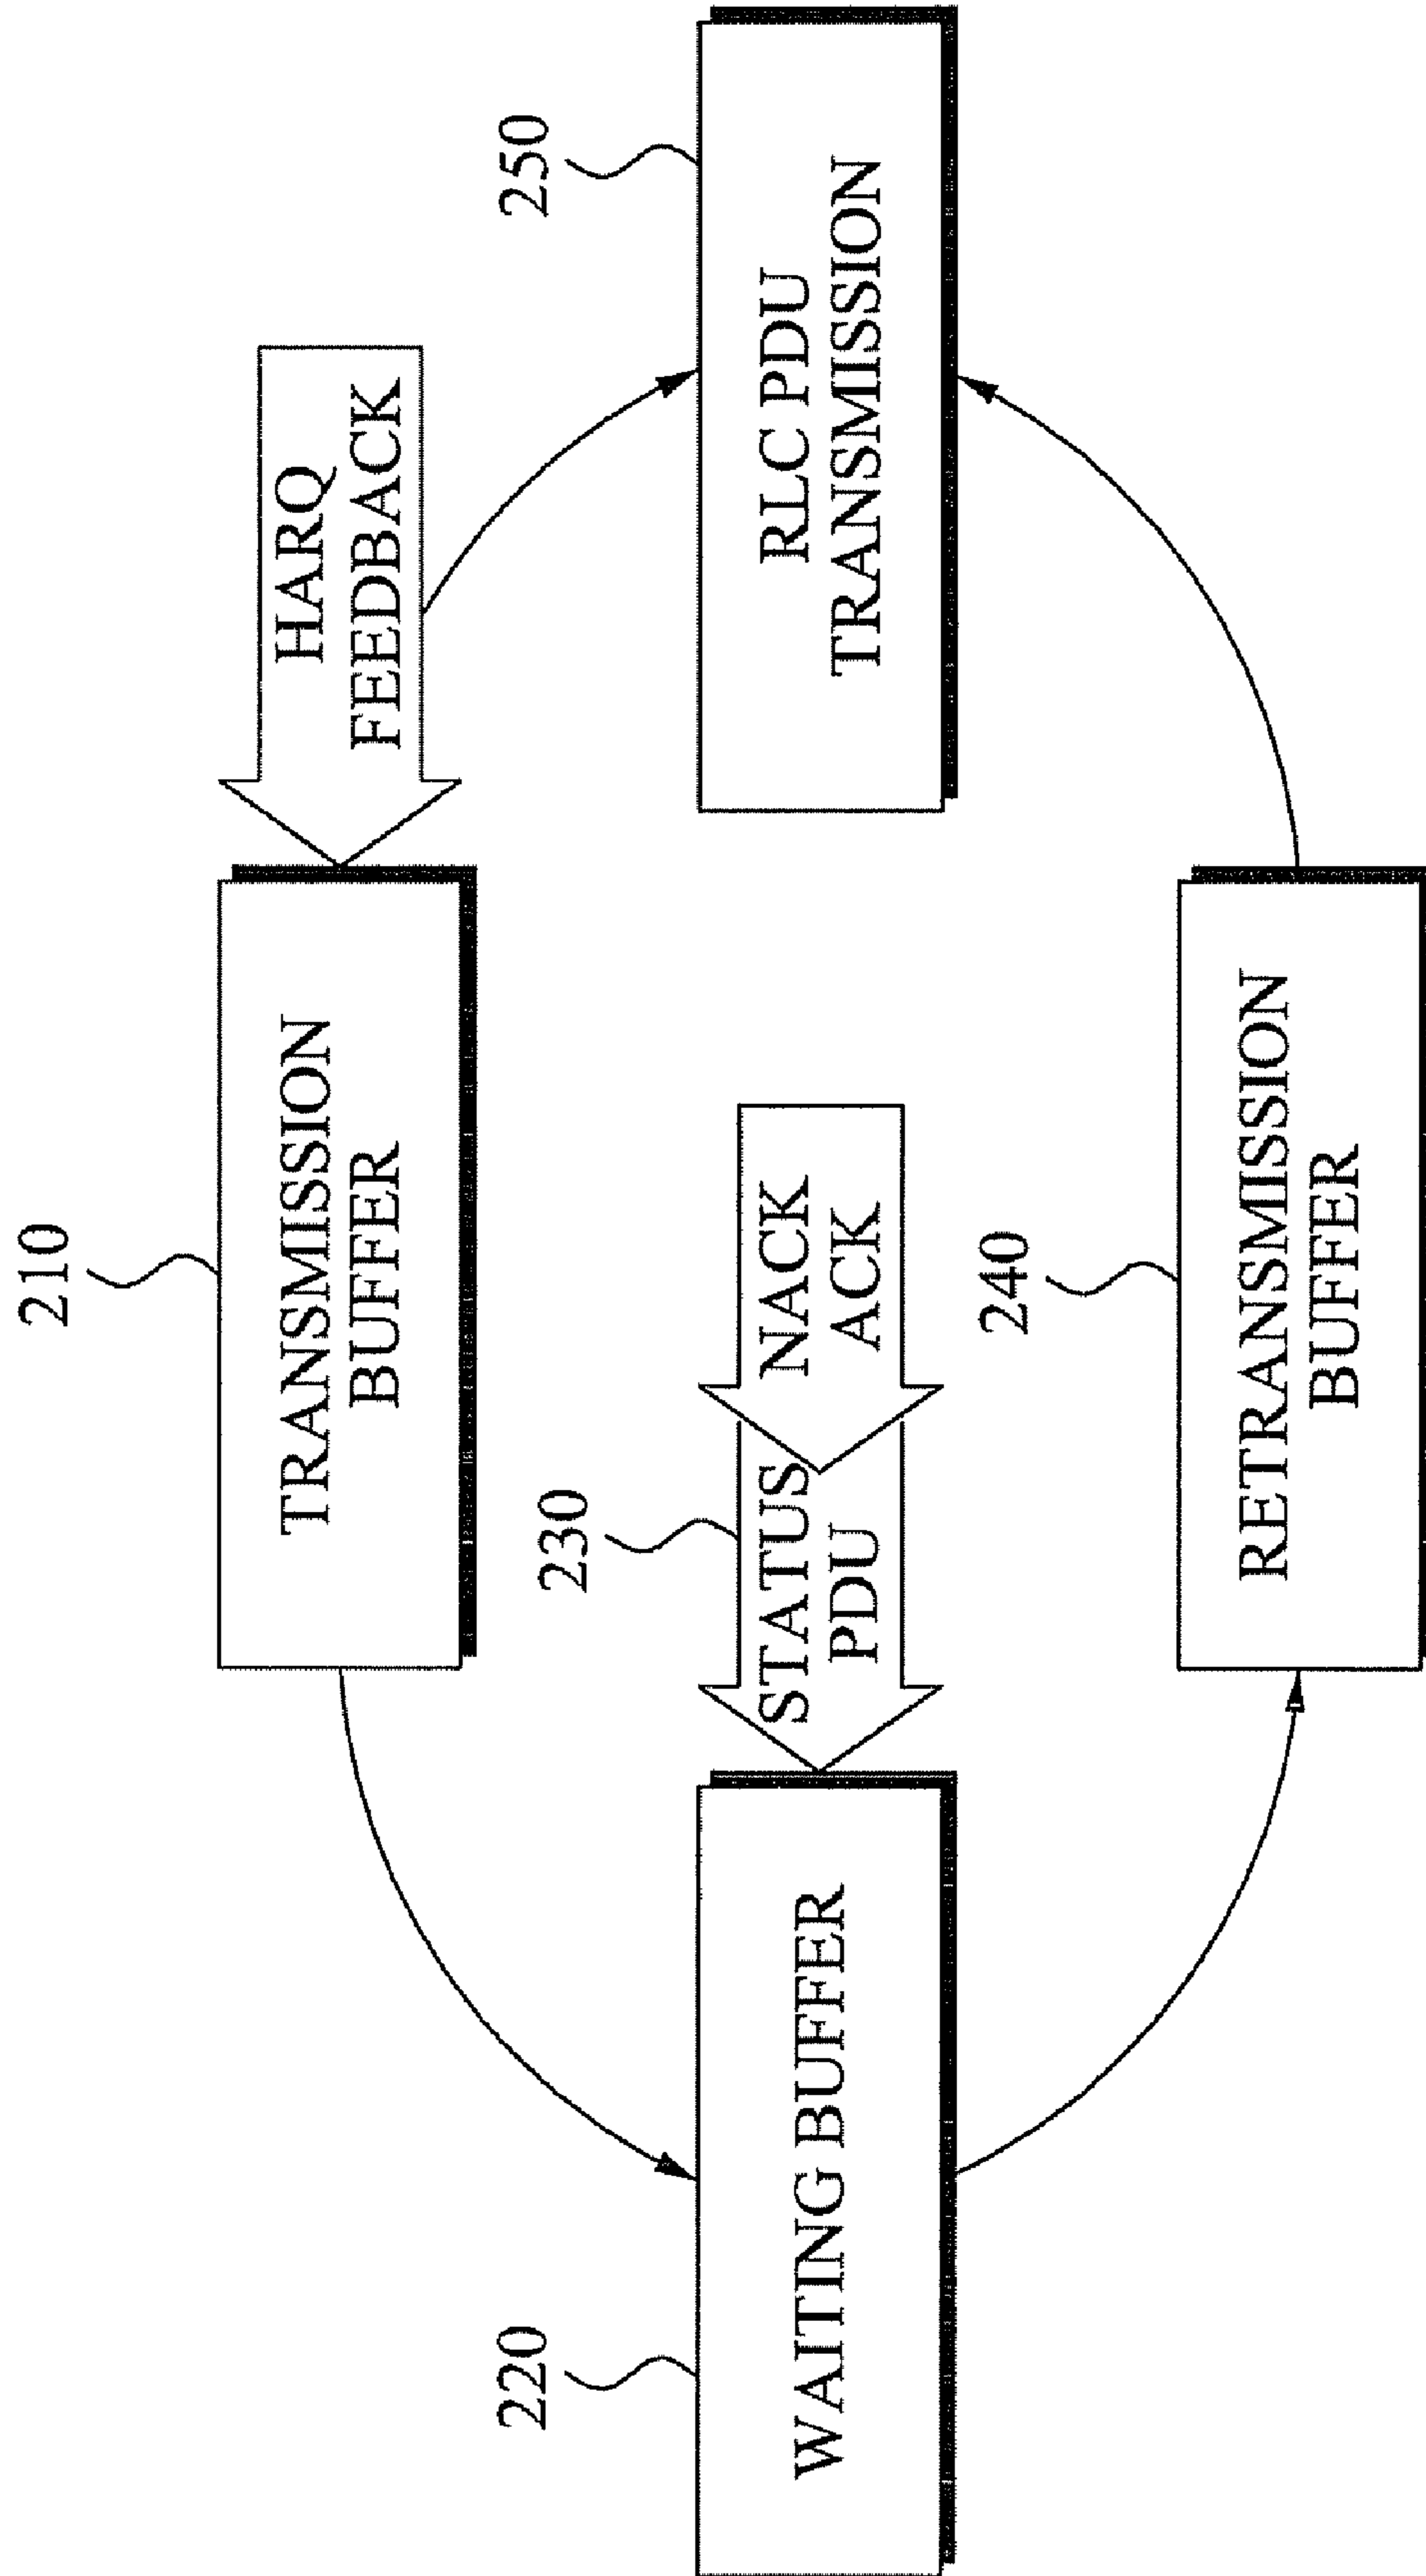 210
TRANSMISSION
BUFFER
HARQ
FEEDBACK
220
WAITING BUFFER
230
STATUS
PDU
NACK
ACK
250
RLC PDU
TRANSMISSION
240
RETRANSMISSION
BUFFER